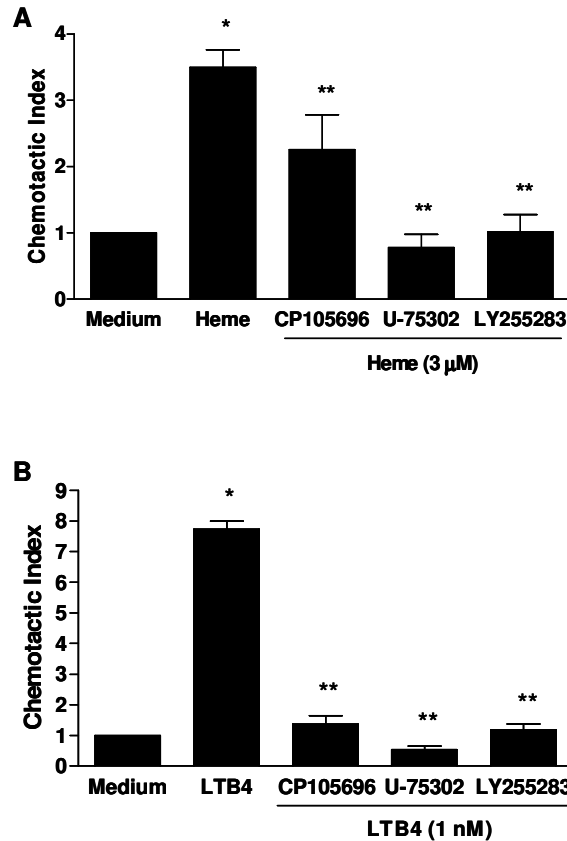 A
*
**
**
**
4
3
2
1
0
Chemotactic Index
Medium Heme CP105696 U-75302 LY255283
Heme (3 μM)
B
*
**
**
**
9
8
7
6
5
4
3
2
1
0
Chemotactic Index
Medium LTB4 CP105696 U-75302 LY255283
LTB4 (1 nM)